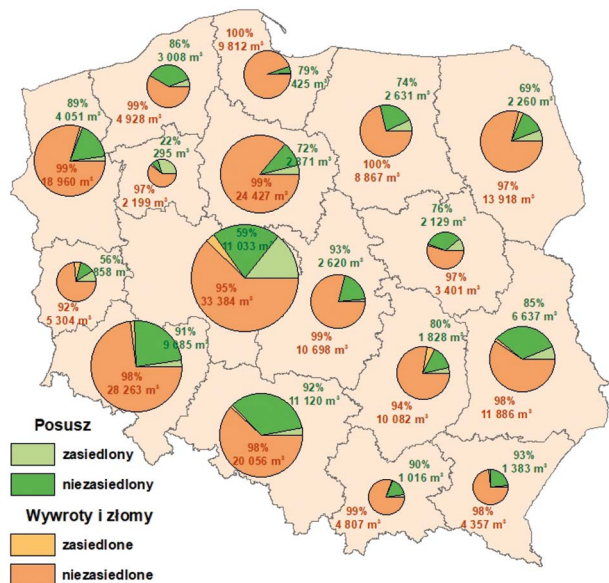 100%
9 812 m³
86%
3 008 m³
79%
425 m³
99%
4 928 m³
74%
2 631 m³
69%
2 260 m³
89%
4 051 m³
22%
295 m³
72%
2 871 m³
99%
18 960 m³
97%
2 199 m³
99%
24 427 m³
100%
8 867 m³
97%
13 918 m³
59%
11 033 m³
76%
2 129 m³
56%
858 m³
93%
2 620 m³
97%
3 401 m³
92%
5 304 m³
95%
33 384 m³
99%
10 698 m³
85%
6 637 m³
91%
9 085 m³
80%
1 828 m³
98%
28 263 m³
92%
11 120 m³
94%
10 082 m³
98%
11 886 m³
98%
20 056 m³
90%
1 016 m³
93%
1 383 m³
99%
4 807 m³
98%
4 357 m³
Posusz
zasiedlony
niezasiedlony
Wywroty i złomy
zasiedlone
niezasiedlone